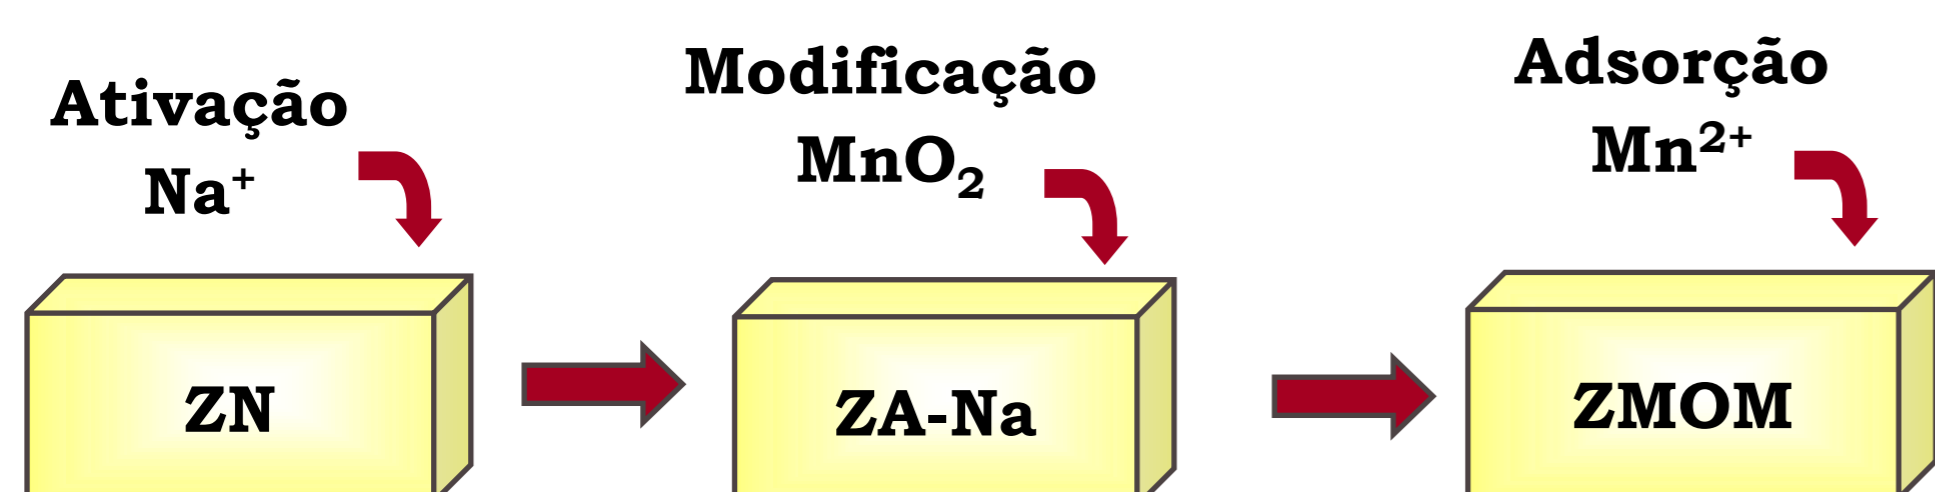 Ativação
Na⁺
Modificação
MnO₂
Adsorção
Mn²⁺
ZN
ZA-Na
ZMOM